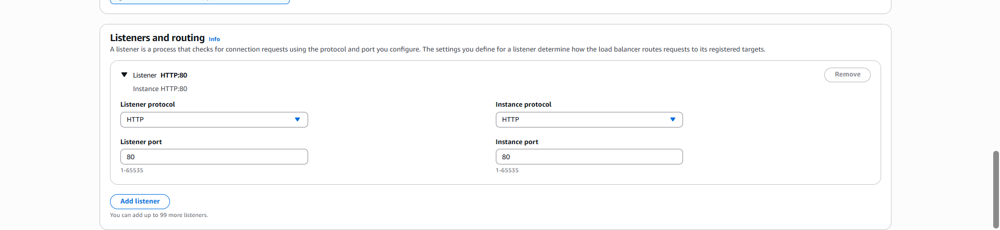 Listeners and routing Info
A listener is a process that checks for connection requests using the protocol and port you configure. The settings you define for a listener determine how the load balancer routes requests to its registered targets.
Listener HTTP:80
Remove
Instance HTTP:80
Listener protocol
Instance protocol
HTTP
HTTP
Listener port
Instance port
80
80
1-65535
1-65535
Add listener
You can add up to 99 more listeners.